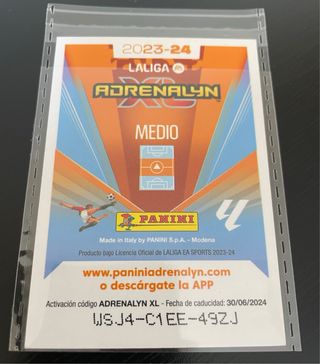 2023-24
LALIGA
ADRENALYN
XL
MEDIO
PANINI
Made in Italy by PANINI S.p.A. - Modena
Producto bajo Licencia Oficial de LALIGA EA SPORTS 2023-24
www.paniniadrenalyn.com
o descárgate la APP
Activación código ADRENALYN XL - Fecha de caducidad: 30/06/2024
WSJ4-C1EE-49ZJ